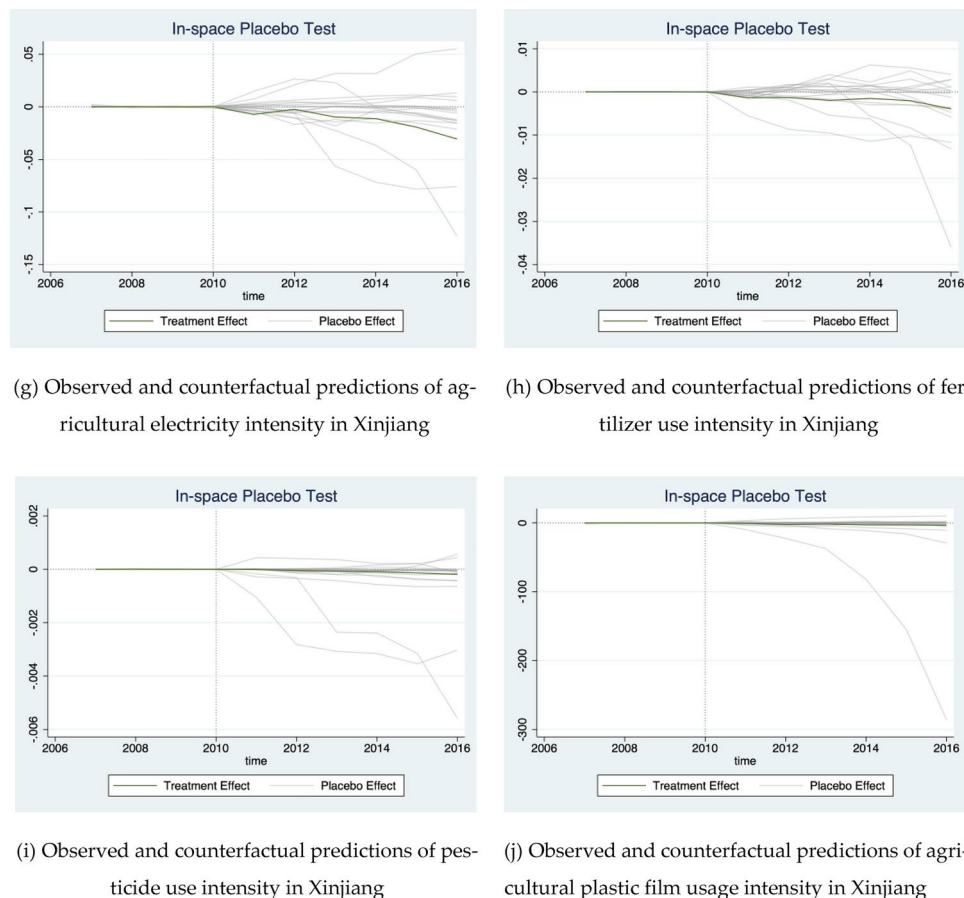 In-space Placebo Test
.05
0
-.05
-.1
-.15
2006 2008 2010 2012 2014 2016
time
Treatment Effect Placebo Effect
(g) Observed and counterfactual predictions of ag-
ricultural electricity intensity in Xinjiang
In-space Placebo Test
.01
0
-.01
-.02
-.03
-.04
2006 2008 2010 2012 2014 2016
time
Treatment Effect Placebo Effect
(h) Observed and counterfactual predictions of fer
tilizer use intensity in Xinjiang
In-space Placebo Test
.002
0
-.002
-.004
-.006
2006 2008 2010 2012 2014 2016
time
Treatment Effect Placebo Effect
(i) Observed and counterfactual predictions of pes-
ticide use intensity in Xinjiang
In-space Placebo Test
0
-100
-200
-300
2006 2008 2010 2012 2014 2016
time
Treatment Effect Placebo Effect
(j) Observed and counterfactual predictions of agri-
cultural plastic film usage intensity in Xinjiang